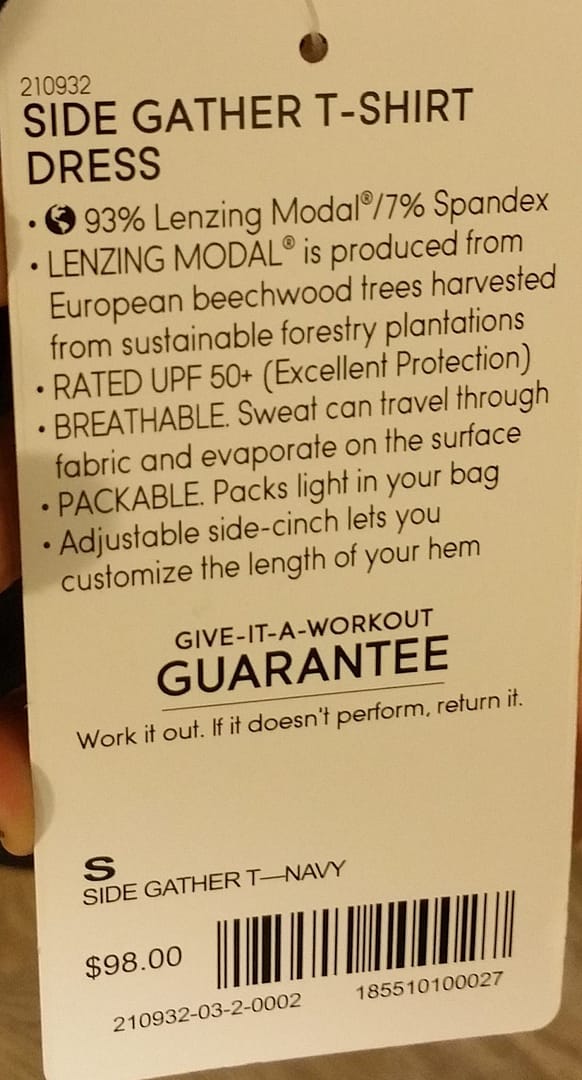 210932
SIDE GATHER T-SHIRT
DRESS
• 93% Lenzing Modal®/7% Spandex
• LENZING MODAL® is produced from
European beechwood trees harvested
from sustainable forestry plantations
• RATED UPF 50+ (Excellent Protection)
• BREATHABLE. Sweat can travel through
fabric and evaporate on the surface
• PACKABLE. Packs light in your bag
• Adjustable side-cinch lets you
customize the length of your hem
GIVE-IT-A-WORKOUT
GUARANTEE
Work it out. If it doesn't perform, return it.
S
SIDE GATHER T—NAVY
$98.00
210932-03-2-0002 185510100027